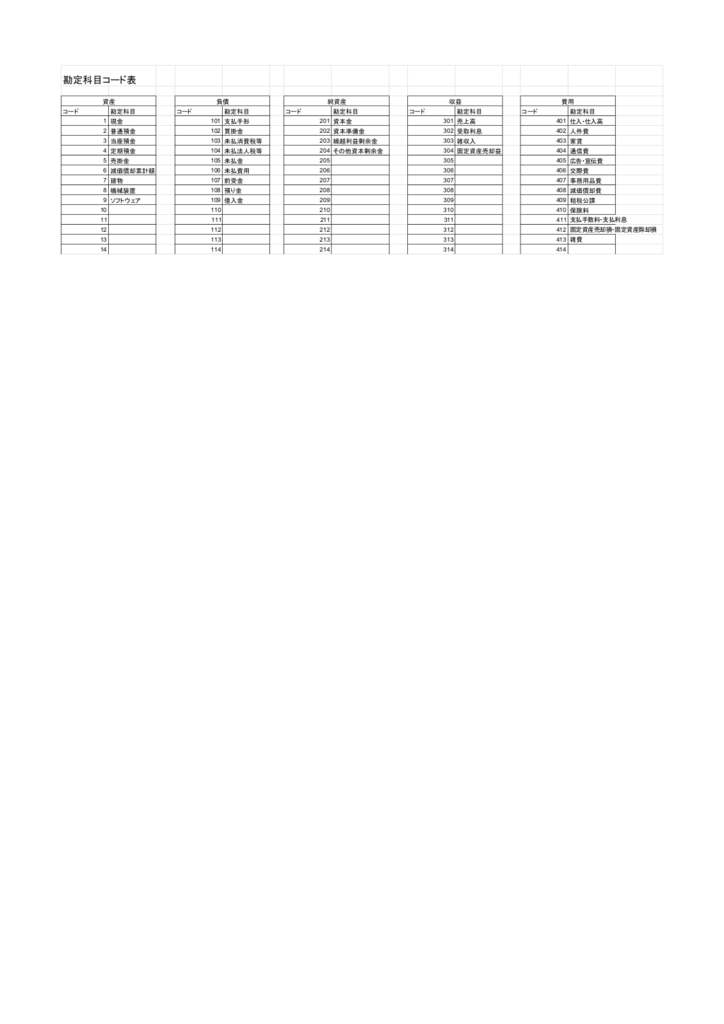 勘定科目コード表
資産 負債 純資産 収益 費用
コード 勘定科目 コード 勘定科目 コード 勘定科目 コード 勘定科目 コード 勘定科目
1 現金 101 支払手形 201 資本金 301 売上高 401 仕入・仕入高
2 普通預金 102 買掛金 202 資本準備金 302 受取利息 402 人件費
3 当座預金 103 未払消費税等 203 繰越利益剰余金 303 雑収入 403 家賃
4 定期預金 104 未払法人税等 204 その他資本剰余金 304 固定資産売却益 404 通信費
5 売掛金 105 未払金 205 305 405 広告・宣伝費
6 減価償却累計額 106 未払費用 206 306 406 交際費
7 建物 107 前受金 207 307 407 事務用品費
8 機械装置 108 預り金 208 308 408 減価償却費
9 ソフトウェア 109 借入金 209 309 409 租税公課
10 110 210 310 410 保険料
11 111 211 311 411 支払手数料・支払利息
12 112 212 312 412 固定資産売却損・固定資産除却損
13 113 213 313 413 雑費
14 114 214 314 414